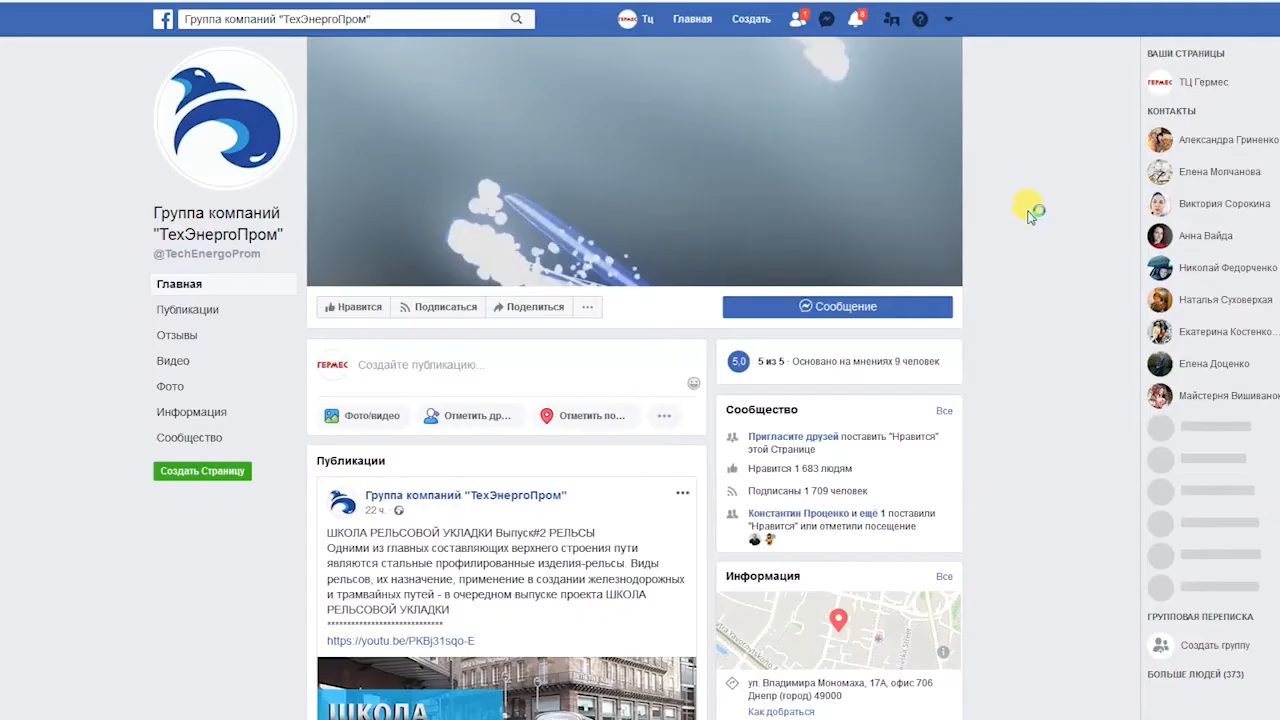 Группа компаний "ТехЭнергоПром"
ГЕРМЕС Тц Главная Создать 1 8
Группа компаний
"ТехЭнергоПром"
@TechEnergoProm
Главная
Публикации
Отзывы
Видео
Фото
Информация
Сообщество
Создать Страницу
Нравится Подписаться Поделиться ...
Сообщение
ГЕРМЕС Создайте публикацию...
Фото/видео Отметить др... Отметить по... ...
Публикации
Группа компаний "ТехЭнергоПром"
22 ч. ·
ШКОЛА РЕЛЬСОВОЙ УКЛАДКИ Выпуск#2 РЕЛЬСЫ
Одними из главных составляющих верхнего строения пути
являются стальные профилированные изделия-рельсы. Виды
рельсов, их назначение, применение в создании железнодорожных
и трамвайных путей - в очередном выпуске проекта ШКОЛА
РЕЛЬСОВОЙ УКЛАДКИ
*****************************
https://youtu.be/PKBj31sqo-E
ШКОЛА
5,0 5 из 5 · Основано на мнениях 9 человек
Сообщество Все
Пригласите друзей поставить "Нравится"
этой Странице
Нравится 1 683 людям
Подписаны 1 709 человек
Константин Проценко и ещё 1 поставили
"Нравится" или отметили посещение
Информация Все
ул. Владимира Мономаха, 17А, офис 706
Днепр (город) 49000
Как добраться
ВАШИ СТРАНИЦЫ
ГЕРМЕС ТЦ Гермес
КОНТАКТЫ
Александра Гриненко
Елена Молчанова
Виктория Сорокина
Анна Вайда
Николай Федорченко
Наталья Суховерхая
Екатерина Костенко...
Елена Доценко
Майстерня Вишиванок
ГРУППОВАЯ ПЕРЕПИСКА
Создать группу
БОЛЬШЕ ЛЮДЕЙ (373)